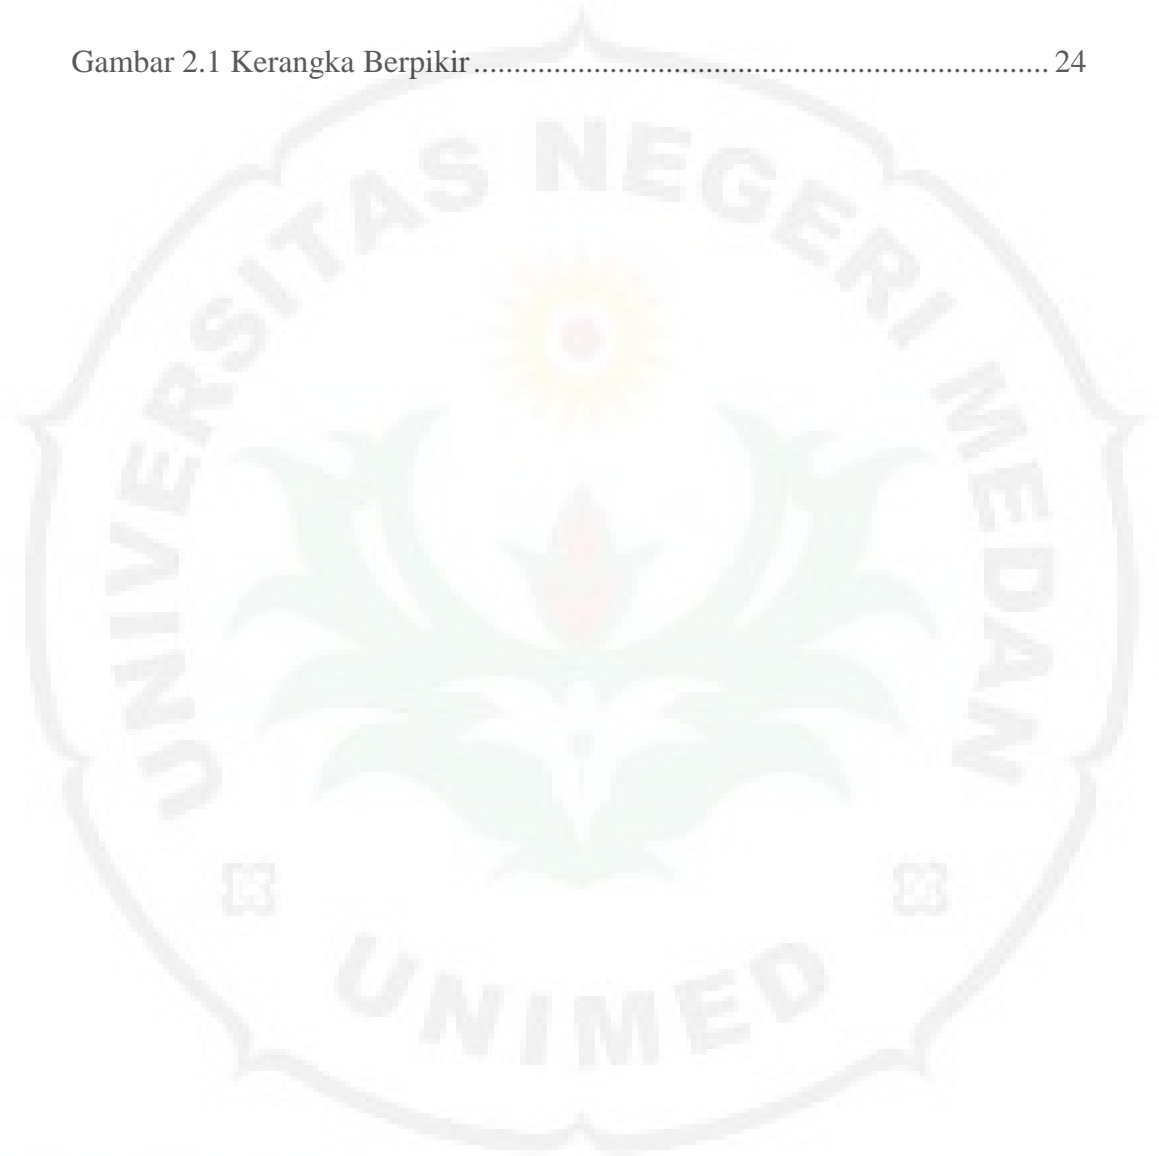 Gambar 2.1 Kerangka Berpikir........................................................................ 24
UNIVERSITAS NEGERI MEDAN
UNIMED